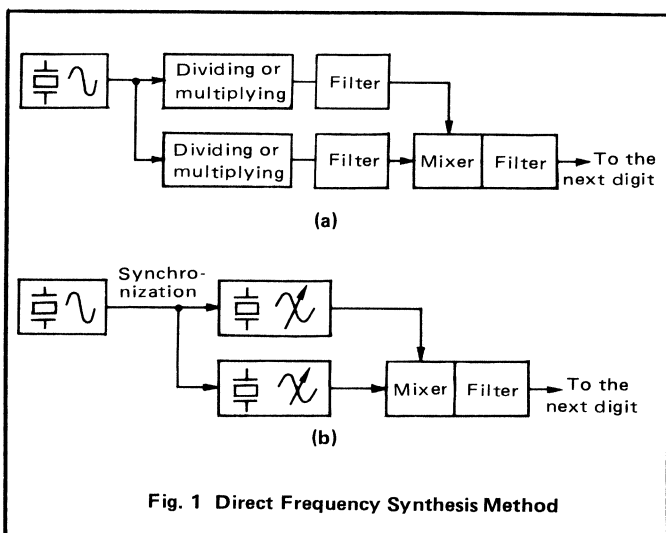 Dividing or
multiplying
Filter
Dividing or
multiplying
Filter
Mixer
Filter
To the
next digit
(a)
Synchro-
nization
Mixer
Filter
To the
next digit
(b)
Fig. 1 Direct Frequency Synthesis Method